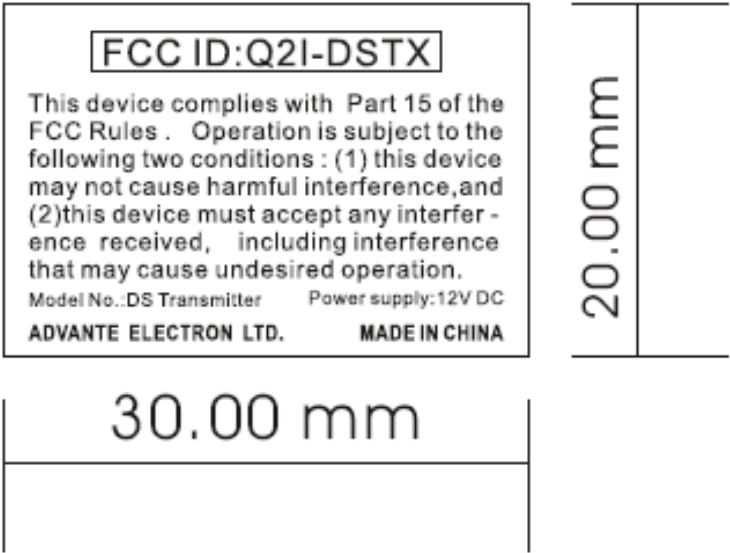 FCC ID:Q2I-DSTX
This device complies with Part 15 of the
FCC Rules . Operation is subject to the
following two conditions : (1) this device
may not cause harmful interference,and
(2)this device must accept any interfer -
ence received, including interference
that may cause undesired operation.
Model No.:DS Transmitter Power supply:12V DC
ADVANTE ELECTRON LTD. MADE IN CHINA
20.00 mm
30.00 mm